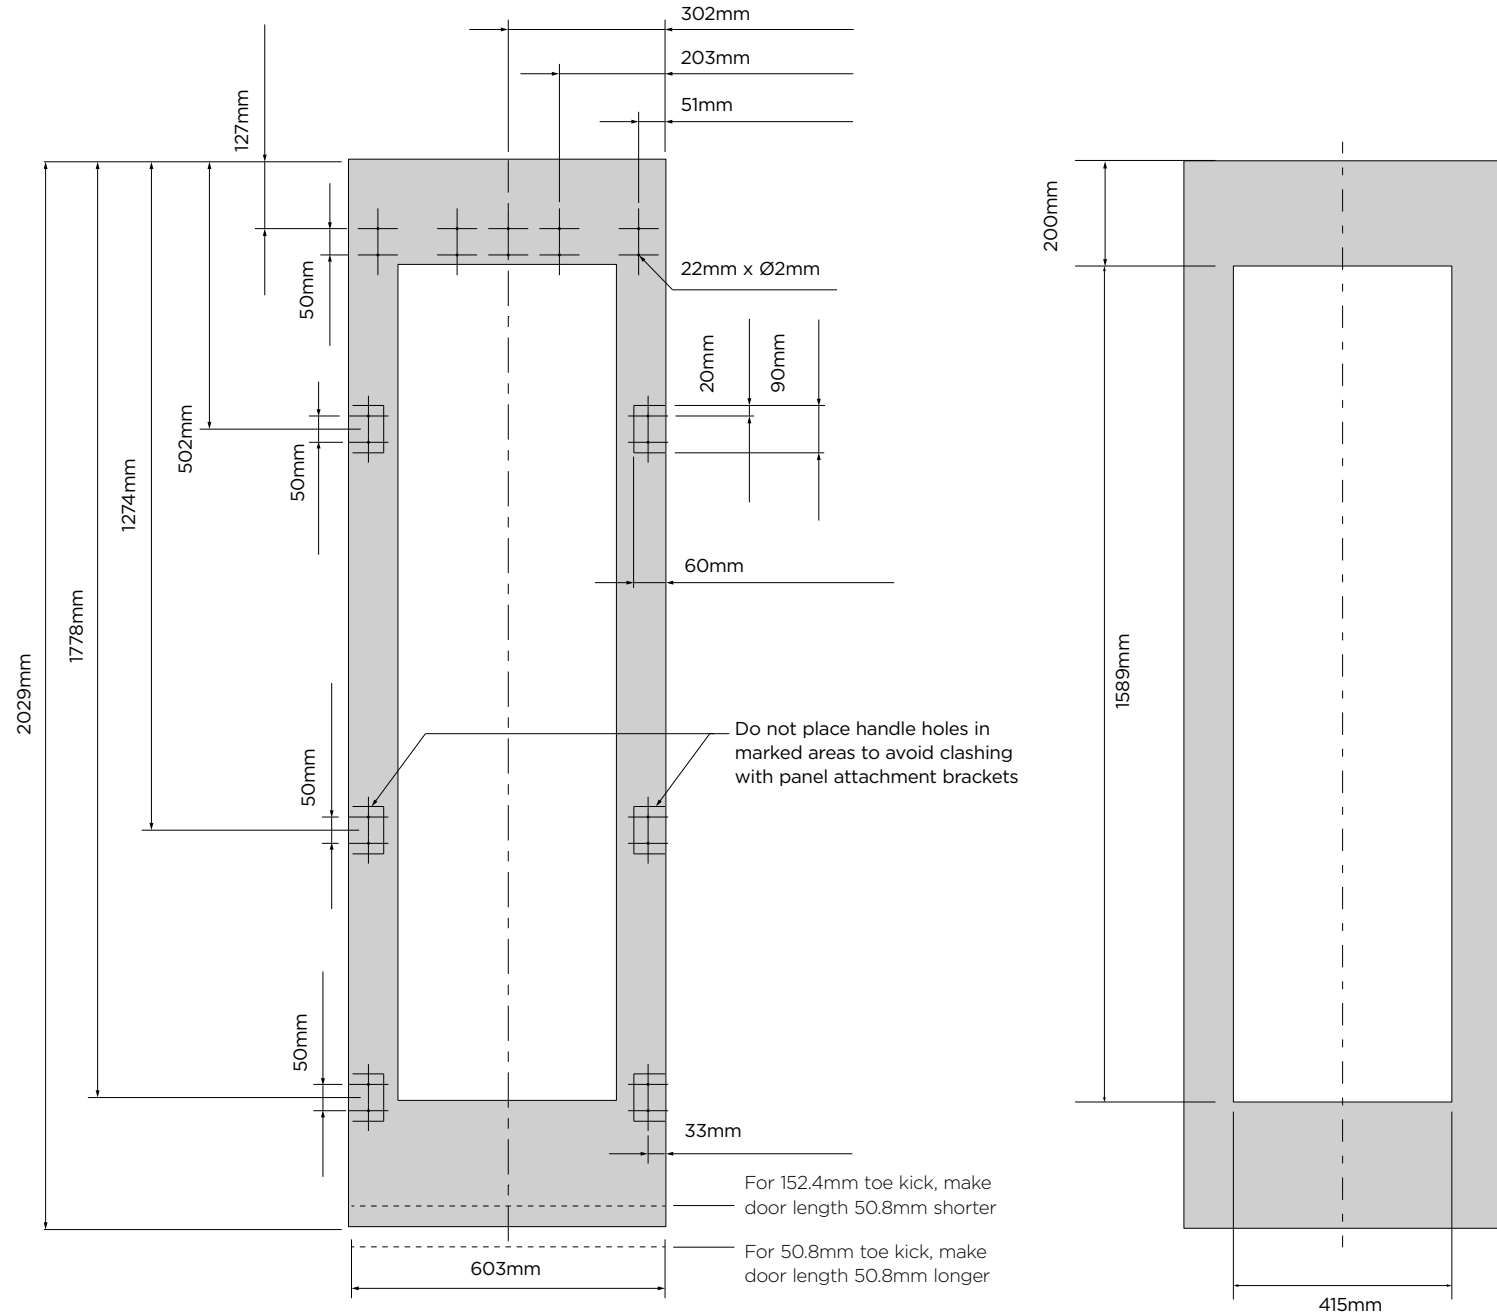 302mm
203mm
51mm
127mm
200mm
50mm
22mm x Ø2mm
20mm
90mm
502mm
50mm
1274mm
60mm
1778mm
2029mm
1589mm
Do not place handle holes in
marked areas to avoid clashing
with panel attachment brackets
50mm
50mm
33mm
For 152.4mm toe kick, make
door length 50.8mm shorter
For 50.8mm toe kick, make
door length 50.8mm longer
603mm
415mm